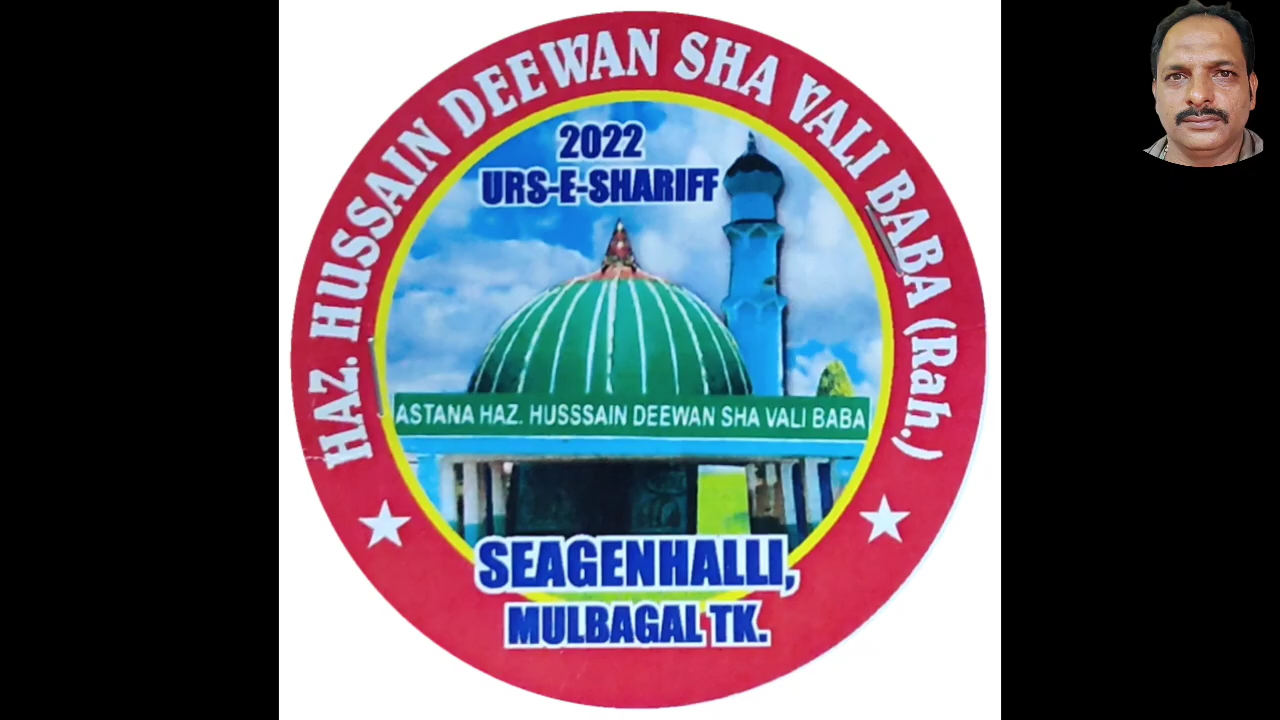 HAZ. HUSSAIN DEEWAN SHA VALI BABA (Rah.)
2022
URS-E-SHARIFF
ASTANA HAZ. HUSSSAIN DEEWAN SHA VALI BABA
SEAGENHALLI,
MULBAGAL TK.